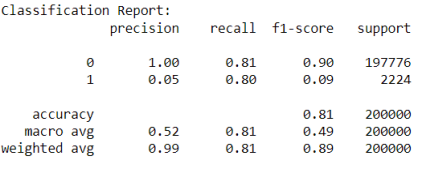 Classification Report:
precision recall f1-score support
0 1.00 0.81 0.90 197776
1 0.05 0.80 0.09 2224
accuracy 0.81 200000
macro avg 0.52 0.81 0.49 200000
weighted avg 0.99 0.81 0.89 200000